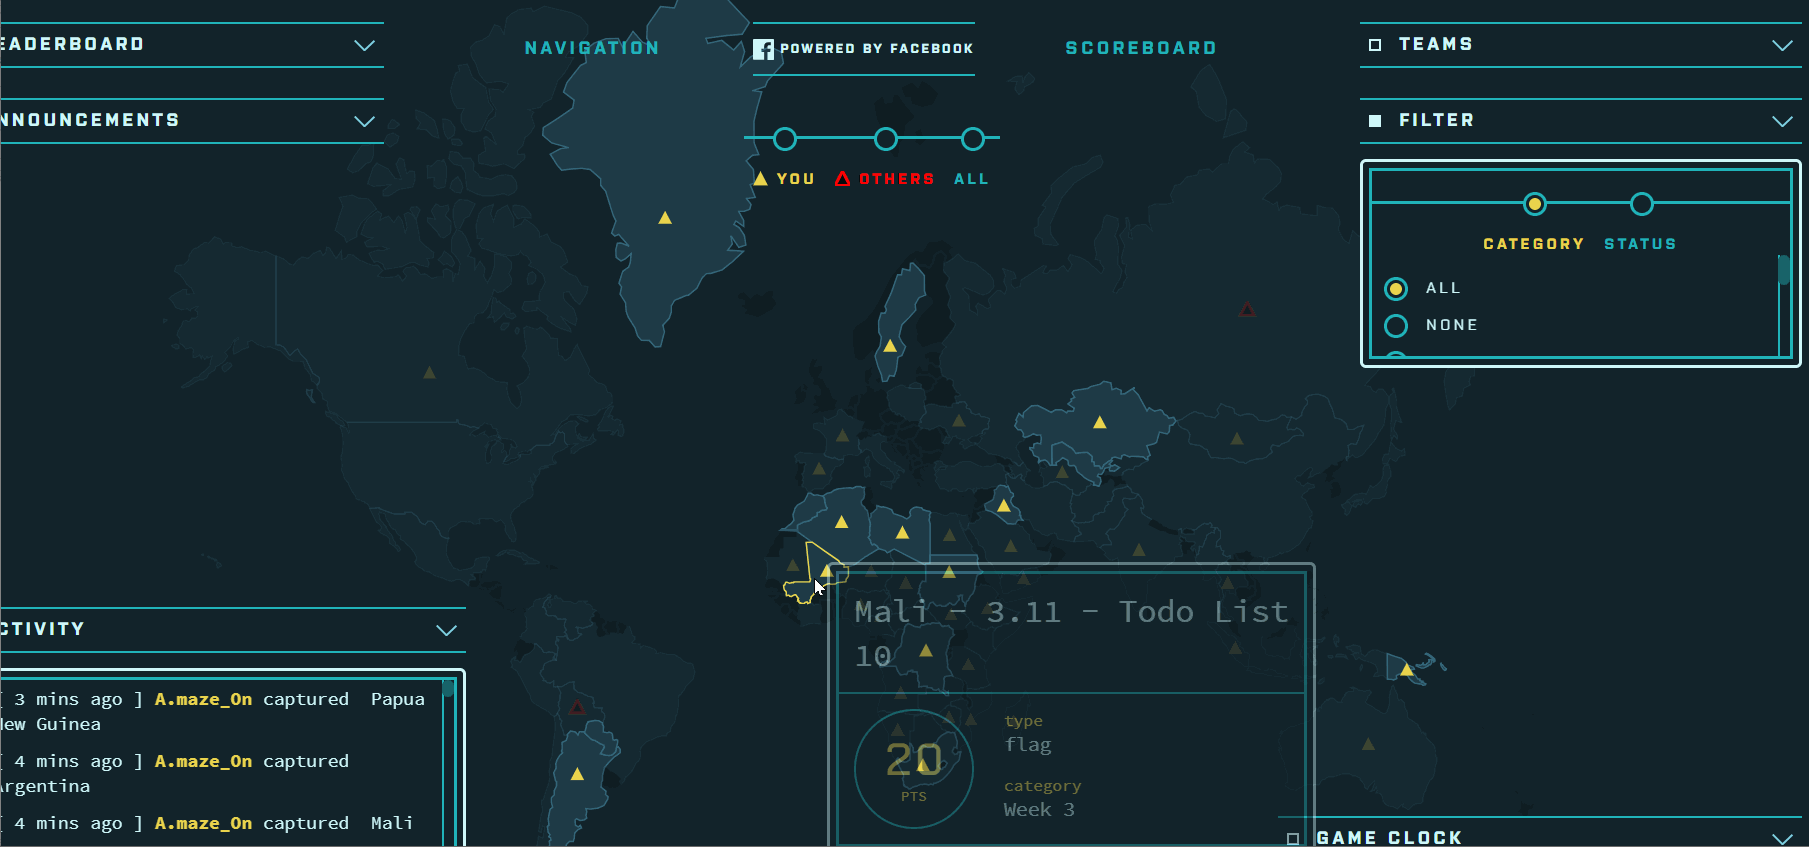 EADERBOARD
NAVIGATION
POWERED BY FACEBOOK
SCOREBOARD
TEAMS
NNOUNCEMENTS
FILTER
YOU OTHERS ALL
CATEGORY STATUS
ALL
NONE
Mali - 3.11 - Todo List
10
20
PTS
type
flag
category
Week 3
CTIVITY
[ 3 mins ago ] A.maze_On captured Papua
New Guinea
[ 4 mins ago ] A.maze_On captured
Argentina
[ 4 mins ago ] A.maze_On captured Mali
GAME CLOCK